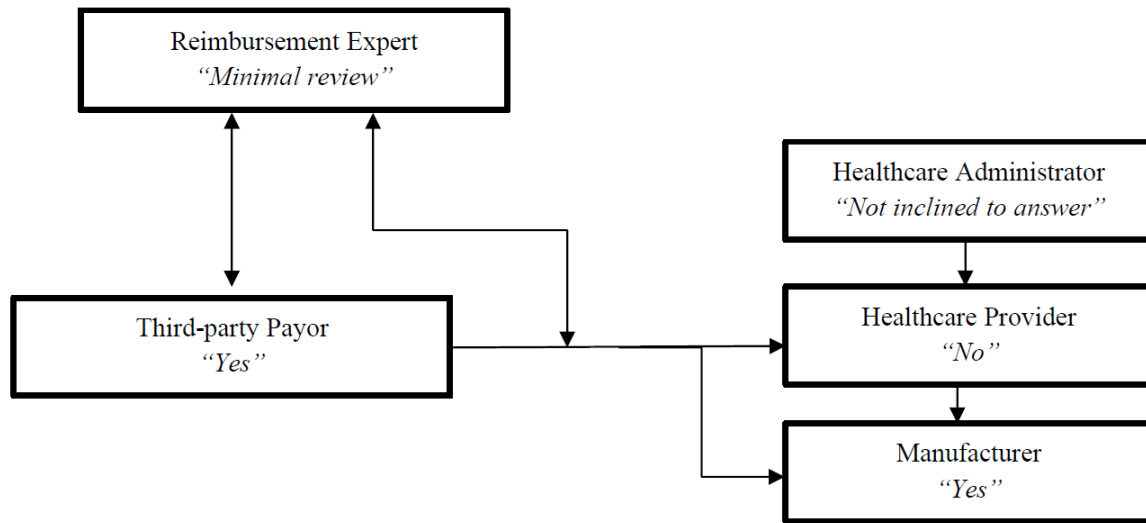 Reimbursement Expert
“Minimal review”
Healthcare Administrator
“Not inclined to answer”
Third-party Payor
“Yes”
Healthcare Provider
“No”
Manufacturer
“Yes”